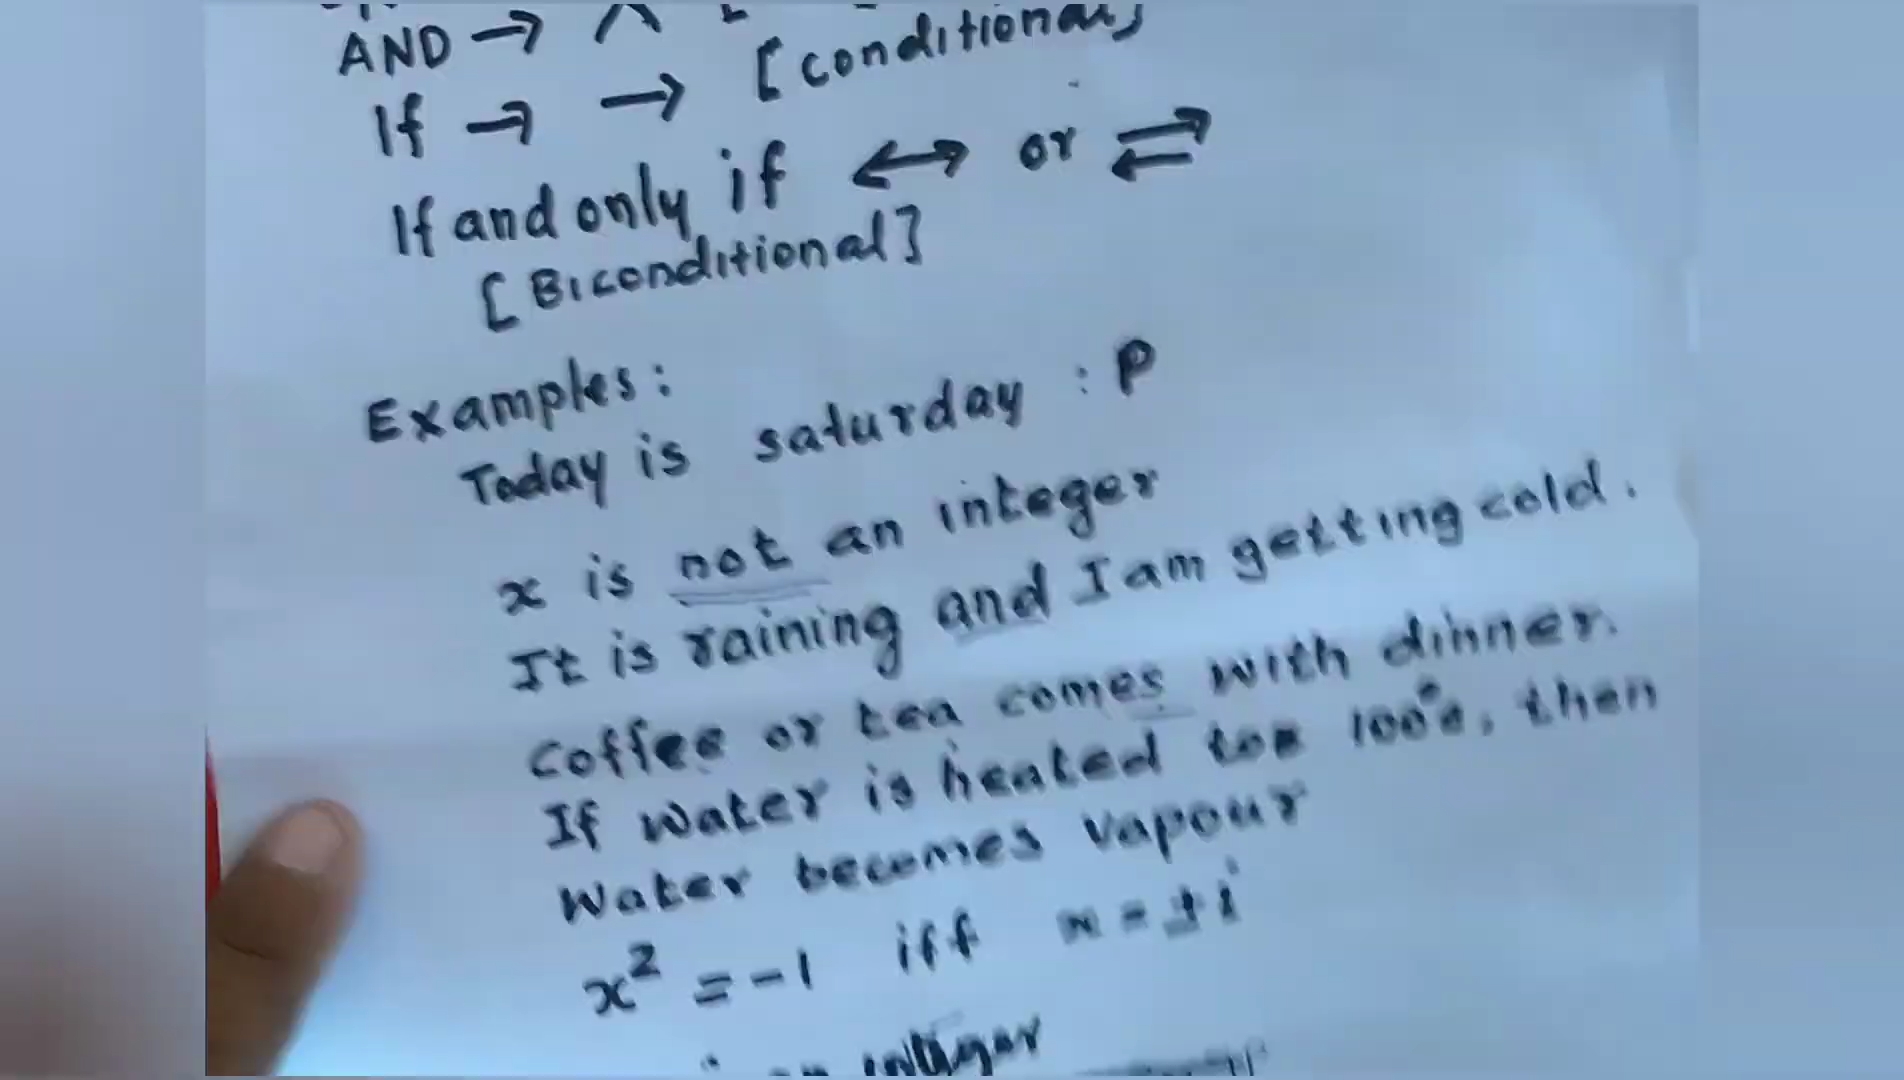 AND → ∧ [
If → → [conditional]
If and only if ↔ or ⇄
[Biconditional]
Examples:
Today is saturday : P
x is not an integer
It is raining and I am getting cold.
Coffee or tea comes with dinner.
If water is heated to 100°c, then
Water becomes vapour
x² = -1 iff x = ±i
an integer